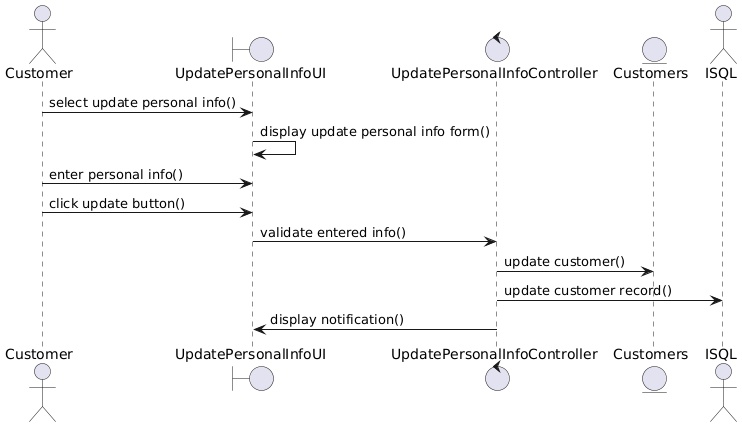 Customer
UpdatePersonalInfoUI
UpdatePersonalInfoController
Customers
ISQL
select update personal info()
display update personal info form()
enter personal info()
click update button()
validate entered info()
update customer()
update customer record()
display notification()
Customer
UpdatePersonalInfoUI
UpdatePersonalInfoController
Customers
ISQL